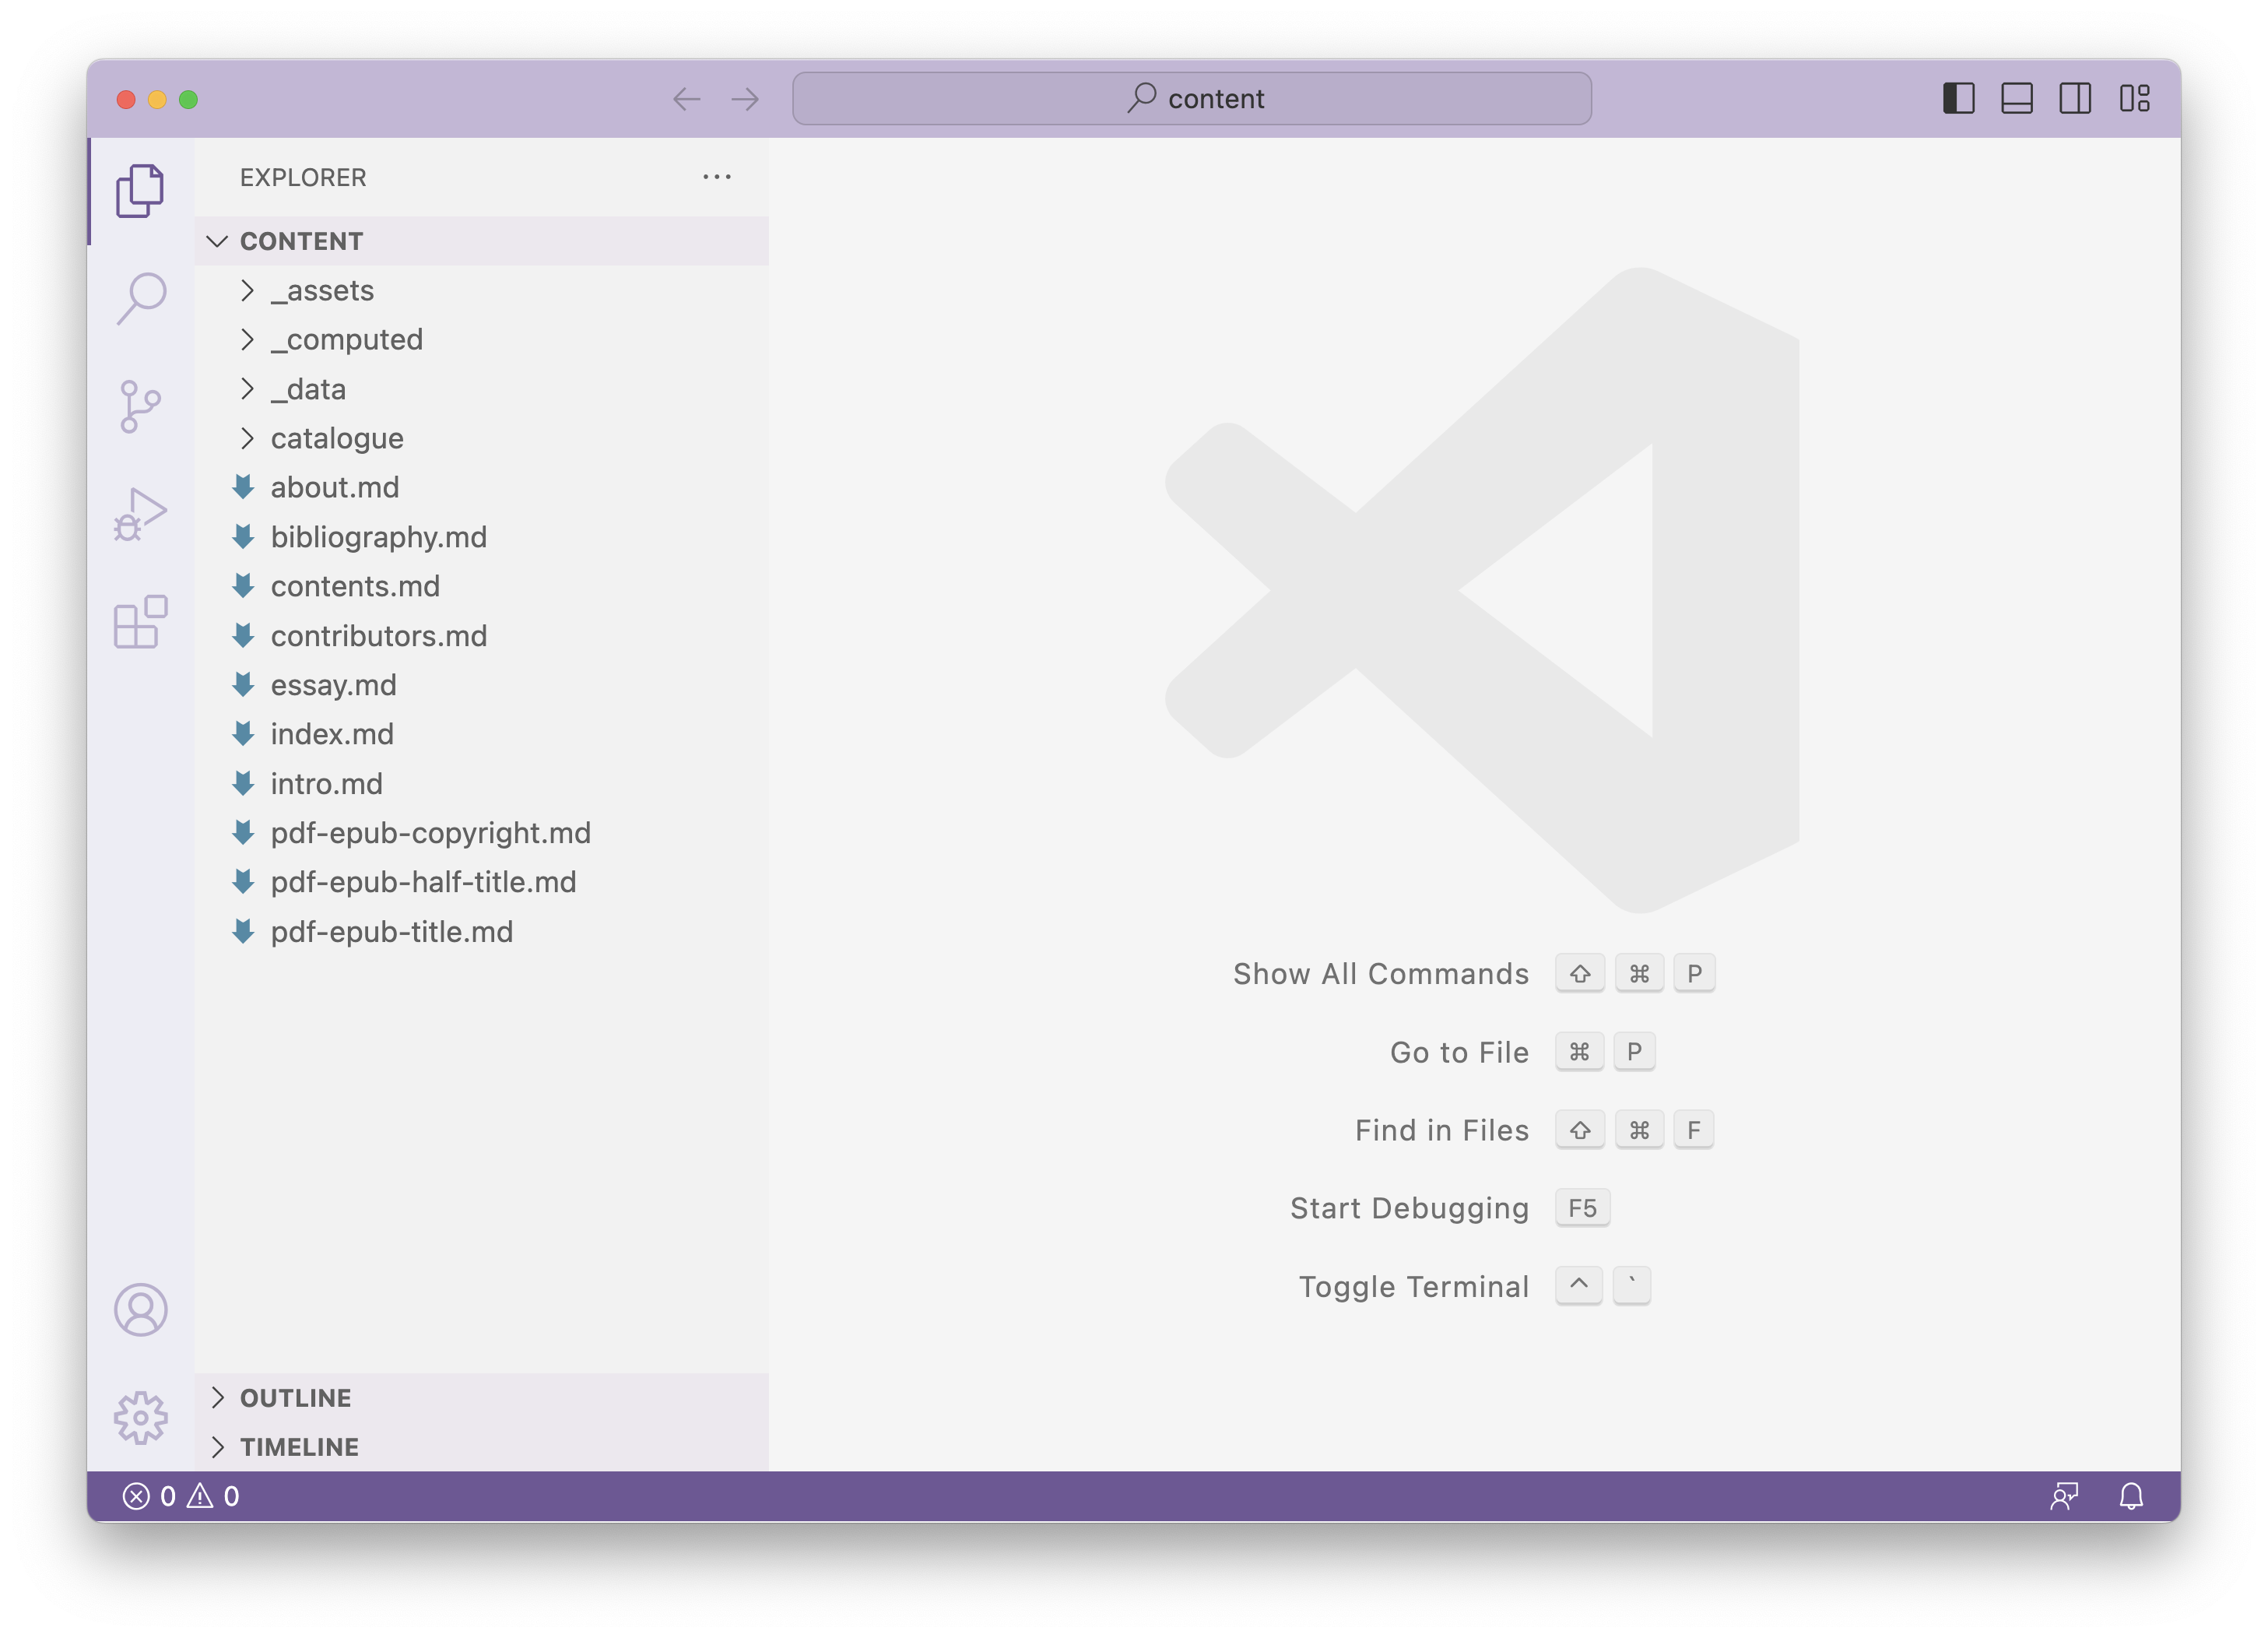 content
EXPLORER
CONTENT
_assets
_computed
_data
catalogue
about.md
bibliography.md
contents.md
contributors.md
essay.md
index.md
intro.md
pdf-epub-copyright.md
pdf-epub-half-title.md
pdf-epub-title.md
OUTLINE
TIMELINE
Show All Commands ⇧ ⌘ P
Go to File ⌘ P
Find in Files ⇧ ⌘ F
Start Debugging F5
Toggle Terminal ^ `
0 0